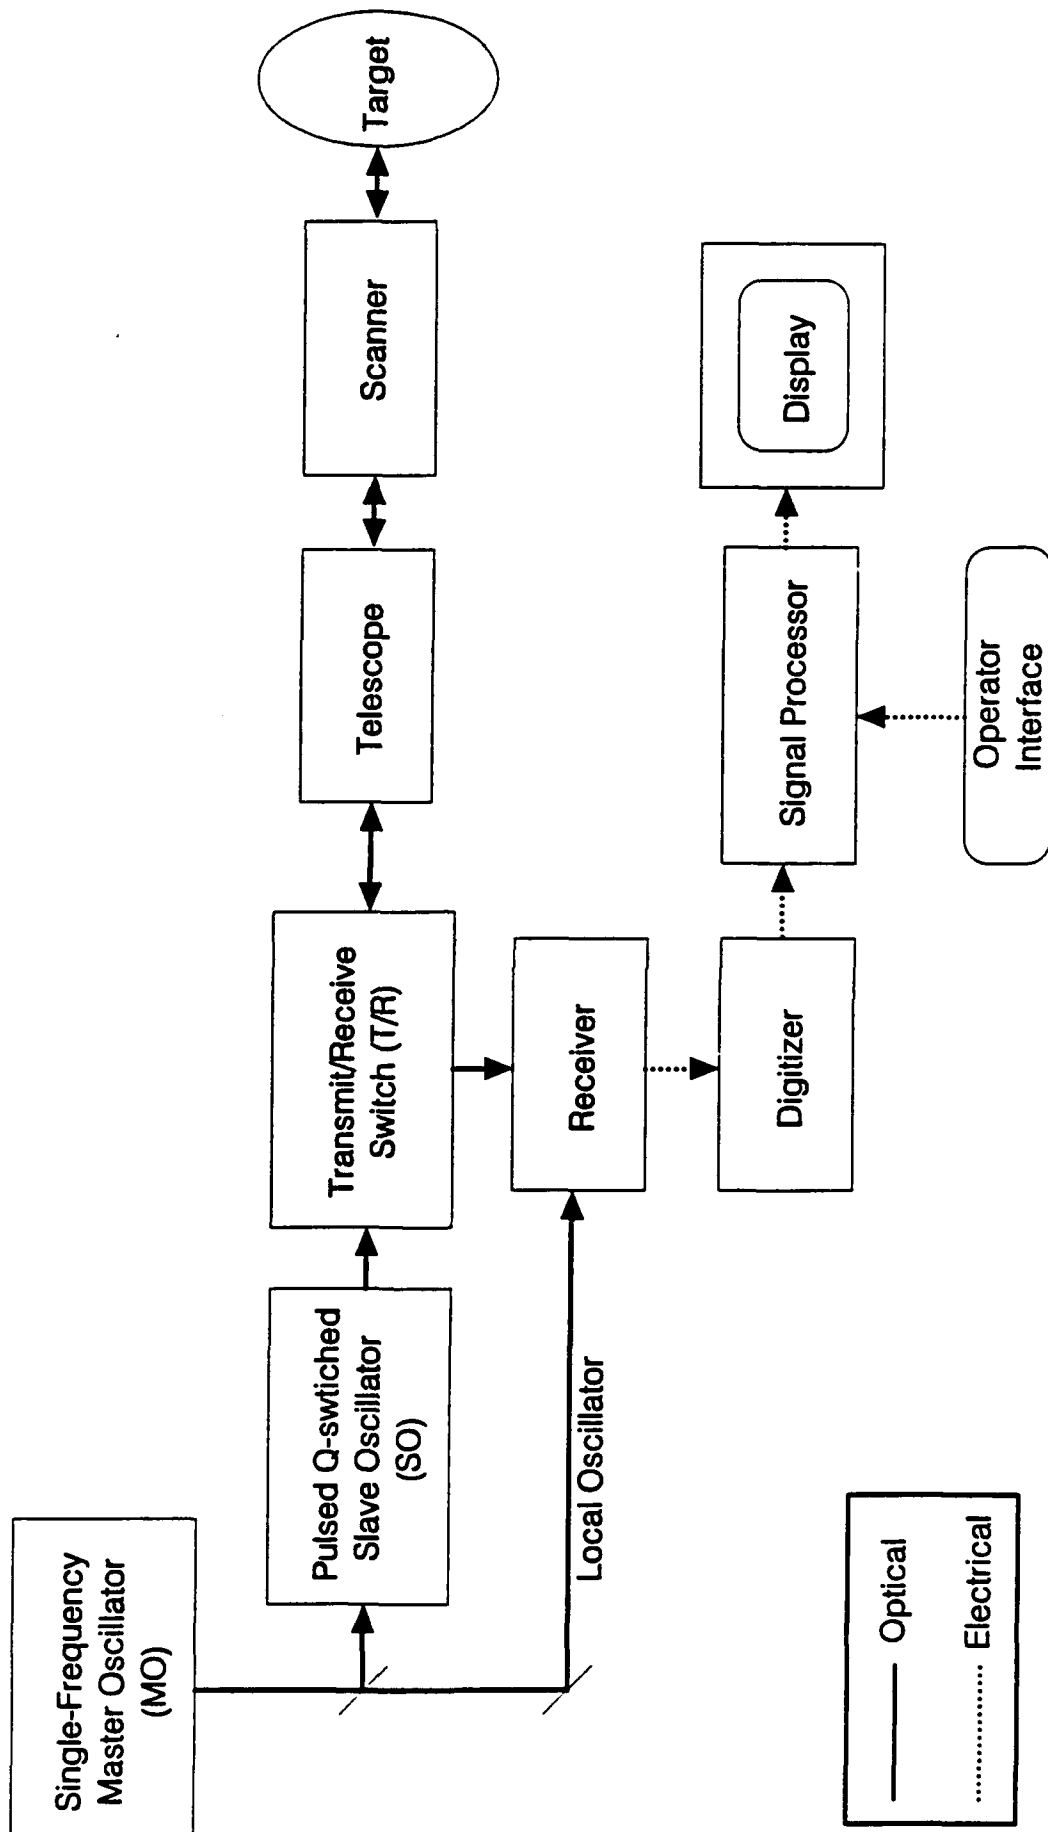 Single-Frequency
Master Oscillator
(MO)
Pulsed Q-swtiched
Slave Oscillator
(SO)
Transmit/Receive
Switch (T/R)
Telescope
Scanner
Target
Local Oscillator
Receiver
Digitizer
Signal Processor
Display
Operator
Interface
Optical
Electrical